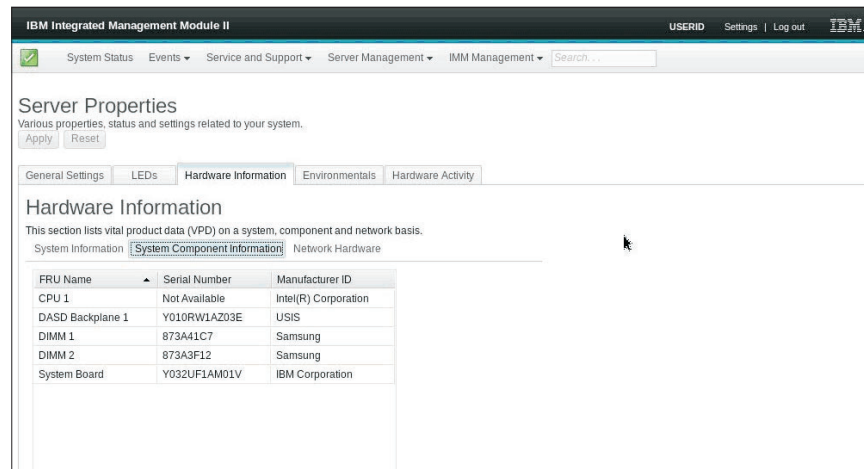 IBM Integrated Management Module II USERID Settings | Log out IBM.
System Status Events Service and Support Server Management IMM Management Search...
Server Properties
Various properties, status and settings related to your system.
Apply Reset
General Settings LEDs Hardware Information Environmentals Hardware Activity
Hardware Information
This section lists vital product data (VPD) on a system, component and network basis.
System Information System Component Information Network Hardware
FRU Name Serial Number Manufacturer ID
CPU 1 Not Available Intel(R) Corporation
DASD Backplane 1 Y010RW1AZ03E USIS
DIMM 1 873A41C7 Samsung
DIMM 2 873A3F12 Samsung
System Board Y032UF1AM01V IBM Corporation